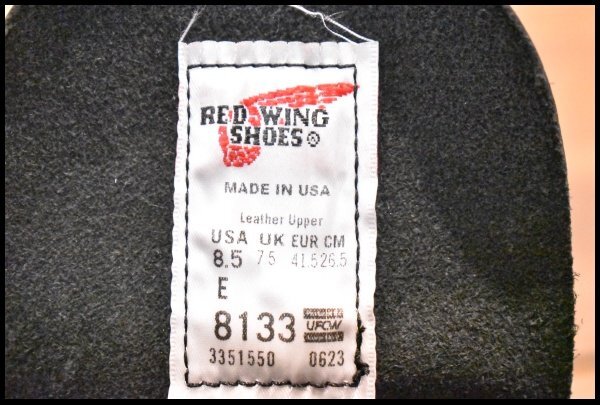 RED WING
SHOES®
MADE IN USA
Leather Upper
USA UK EUR CM
8.5 7.5 41.5 26.5
E
8133 UFCW
3351550 0623